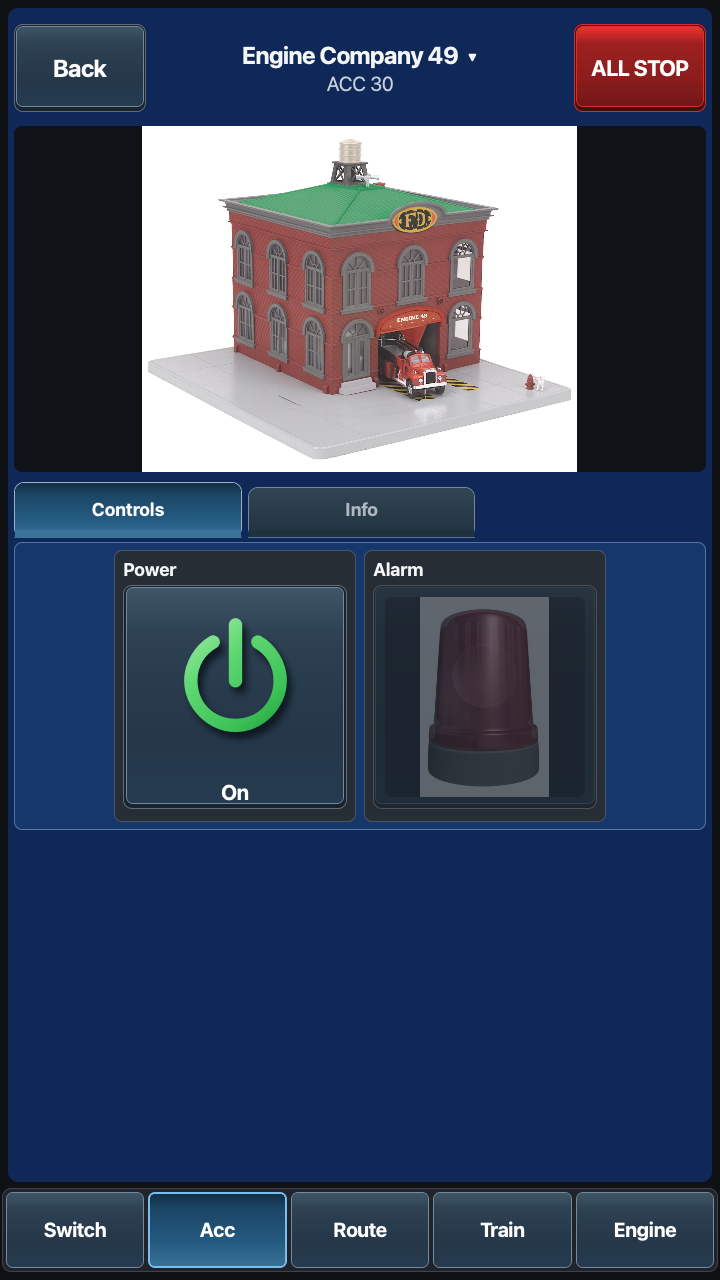 Back
Engine Company 49 ▼
ACC 30
ALL STOP
F.D.
ENGINE 49
Controls
Info
Power
Alarm
On
Switch
Acc
Route
Train
Engine